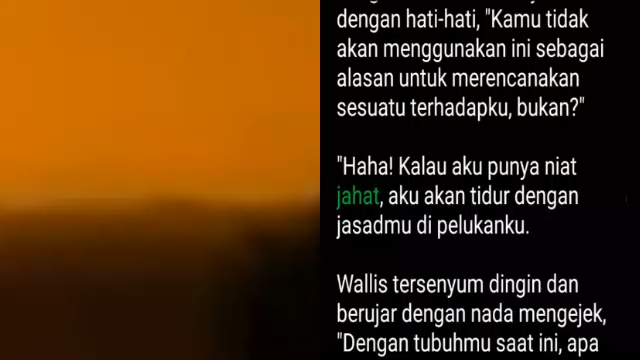 dengan hati-hati, "Kamu tidak
akan menggunakan ini sebagai
alasan untuk merencanakan
sesuatu terhadapku, bukan?"
"Haha! Kalau aku punya niat
jahat, aku akan tidur dengan
jasadmu di pelukanku.
Wallis tersenyum dingin dan
berujar dengan nada mengejek,
"Dengan tubuhmu saat ini, apa